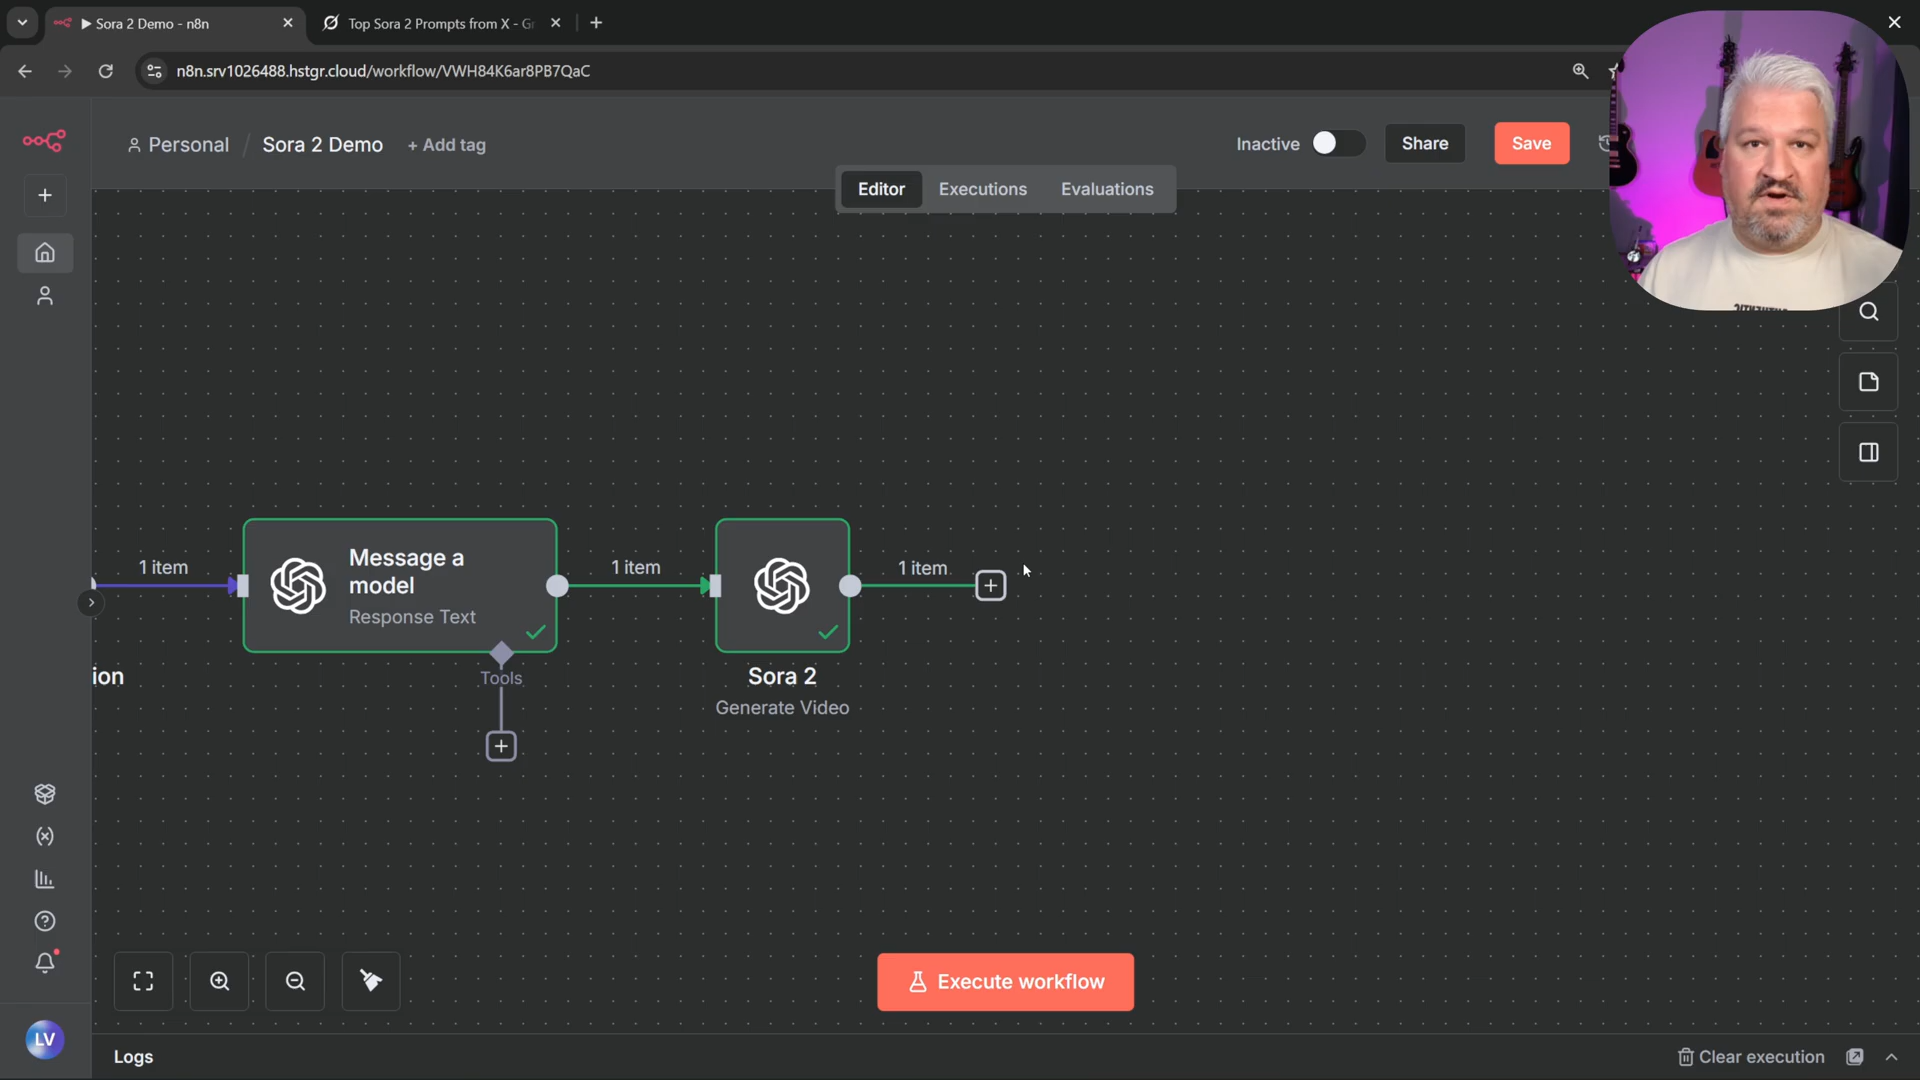 Sora 2 Demo - n8n
Top Sora 2 Prompts from X - Gr
n8n.srv1026488.hstgr.cloud/workflow/VWH84K6ar8PB7QaC
Personal / Sora 2 Demo + Add tag
Inactive
Share
Save
Editor
Executions
Evaluations
1 item
Message a
model
Response Text
1 item
1 item
ion
Tools
Sora 2
Generate Video
Execute workflow
LV
Logs
Clear execution